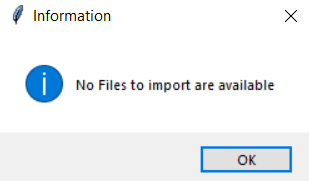 Information
No Files to import are available
OK